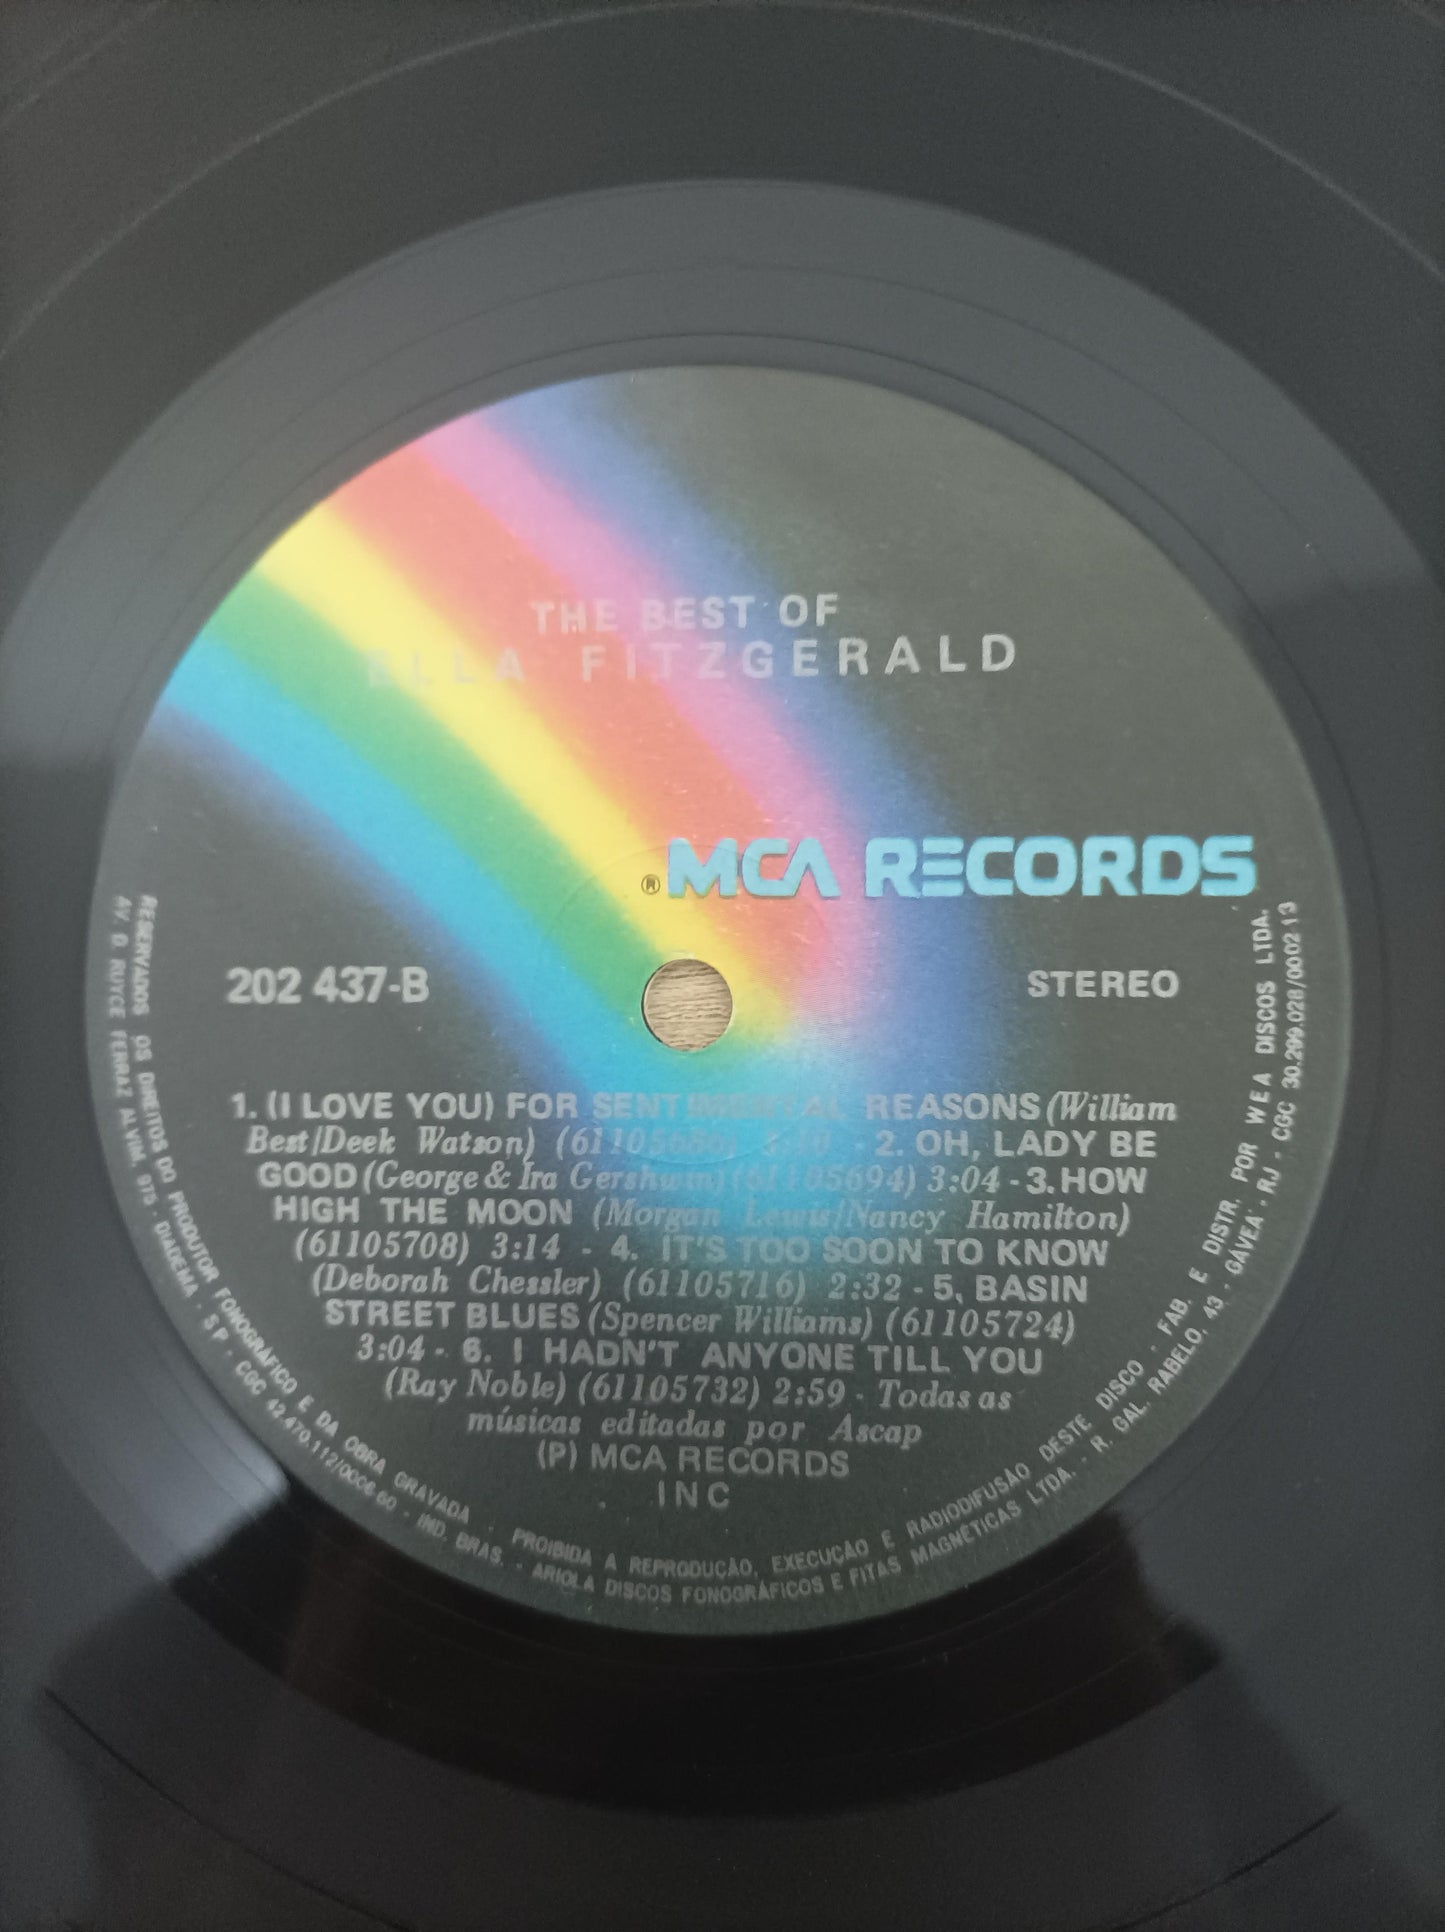 THE BEST OF
ELLA FITZGERALD
® MCA RECORDS
202 437-B
STEREO
1. (I LOVE YOU) FOR SENTIMENTAL REASONS (William
Best/Deek Watson) (61105686) 3:10 - 2. OH, LADY BE
GOOD (George & Ira Gershwin) (61105694) 3:04 - 3. HOW
HIGH THE MOON (Morgan Lewis/Nancy Hamilton)
(61105708) 3:14 - 4. IT'S TOO SOON TO KNOW
(Deborah Chessler) (61105716) 2:32 - 5, BASIN
STREET BLUES (Spencer Williams) (61105724)
3:04 - 6. I HADN'T ANYONE TILL YOU
(Ray Noble) (61105732) 2:59 - Todas as
músicas editadas por Ascap
(P) MCA RECORDS
INC
RESERVADOS OS DIREITOS DO PRODUTOR FONOGRÁFICO E DA OBRA GRAVADA - PROIBIDA A REPRODUÇÃO, EXECUÇÃO E RADIODIFUSÃO DESTE DISCO - FAB. E DISTR. POR WEA DISCOS LTDA.
AV. D. RUYCE FERRAZ ALVIM, 975 - DIADEMA - SP - CGC 42.470.112/0006.60 - IND. BRAS. - ARIOLA DISCOS FONOGRÁFICOS E FITAS MAGNÉTICAS LTDA. - R. GAL. RABELO, 43 - GÁVEA - RJ - CGC 30.299.028/0002-13